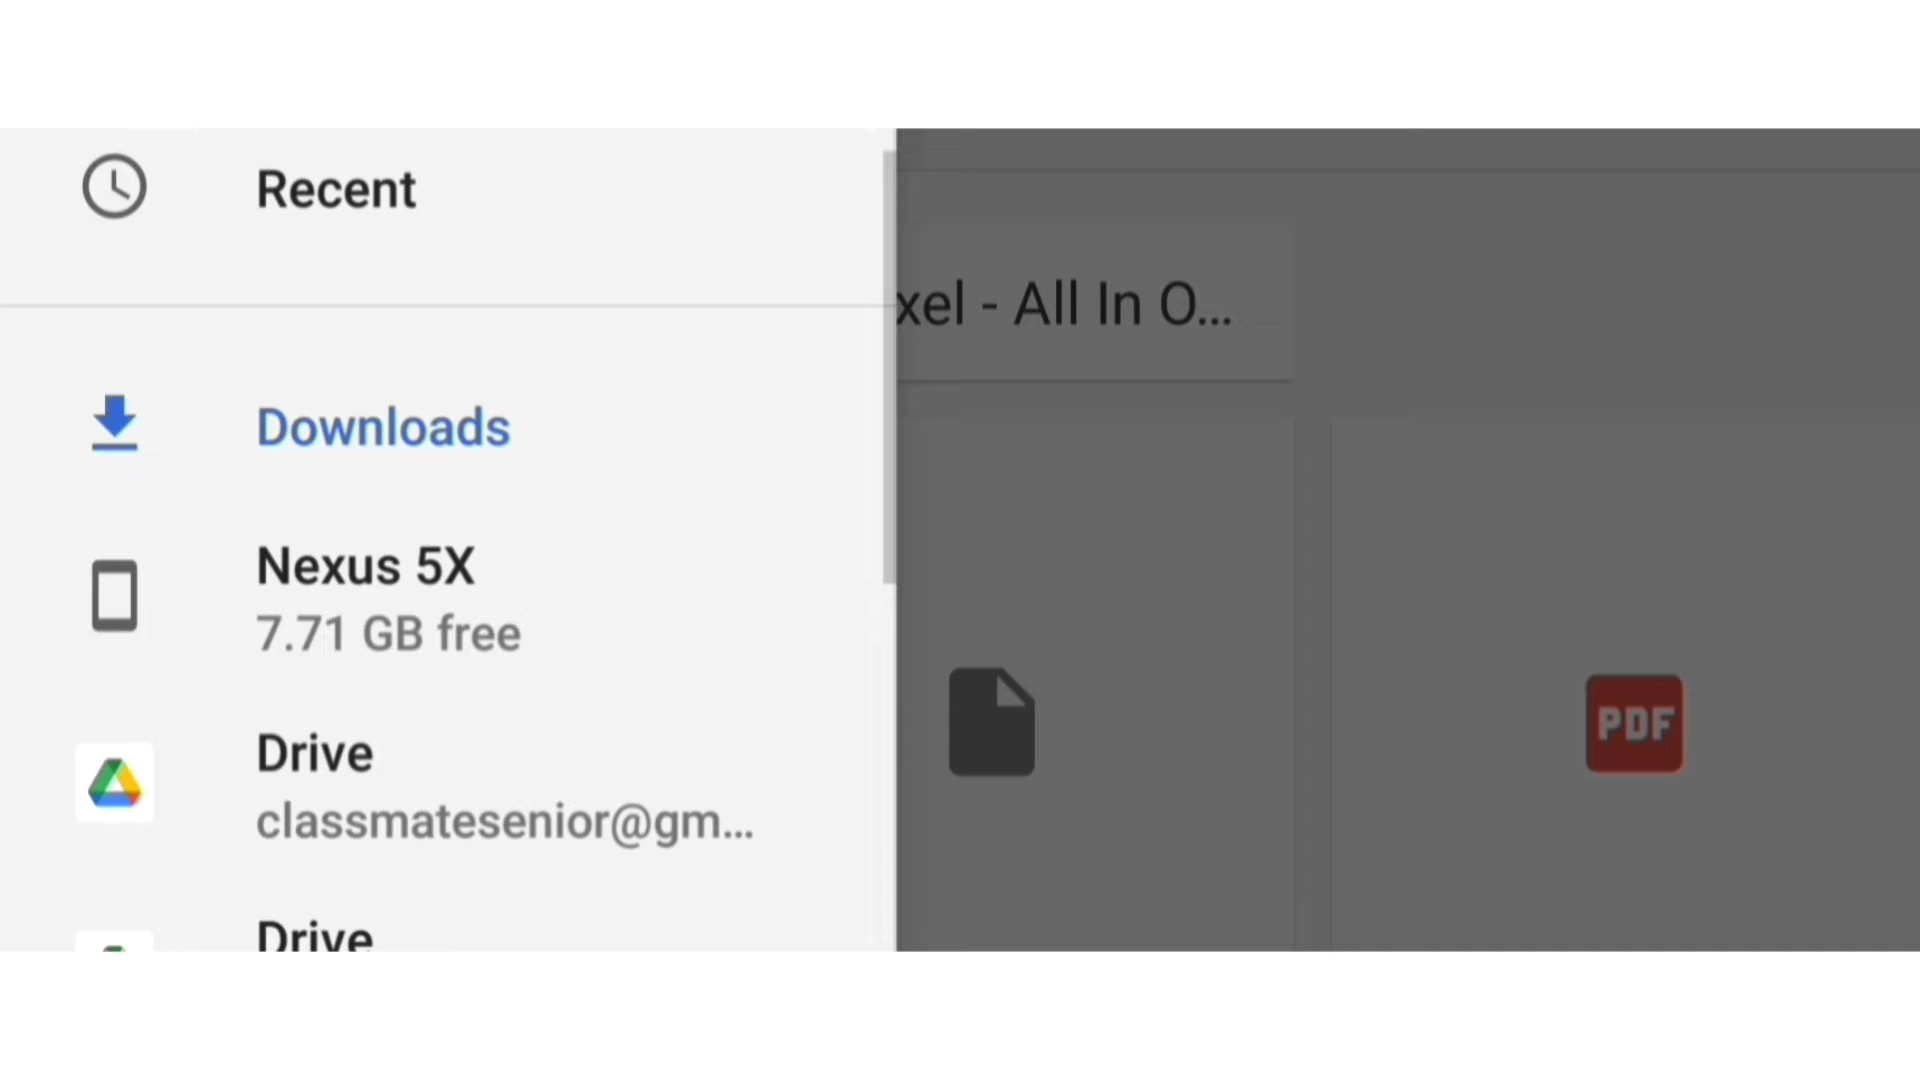 Recent
xel - All In O...
Downloads
Nexus 5X
7.71 GB free
PDF
Drive
classmatesenior@gm...
Drive